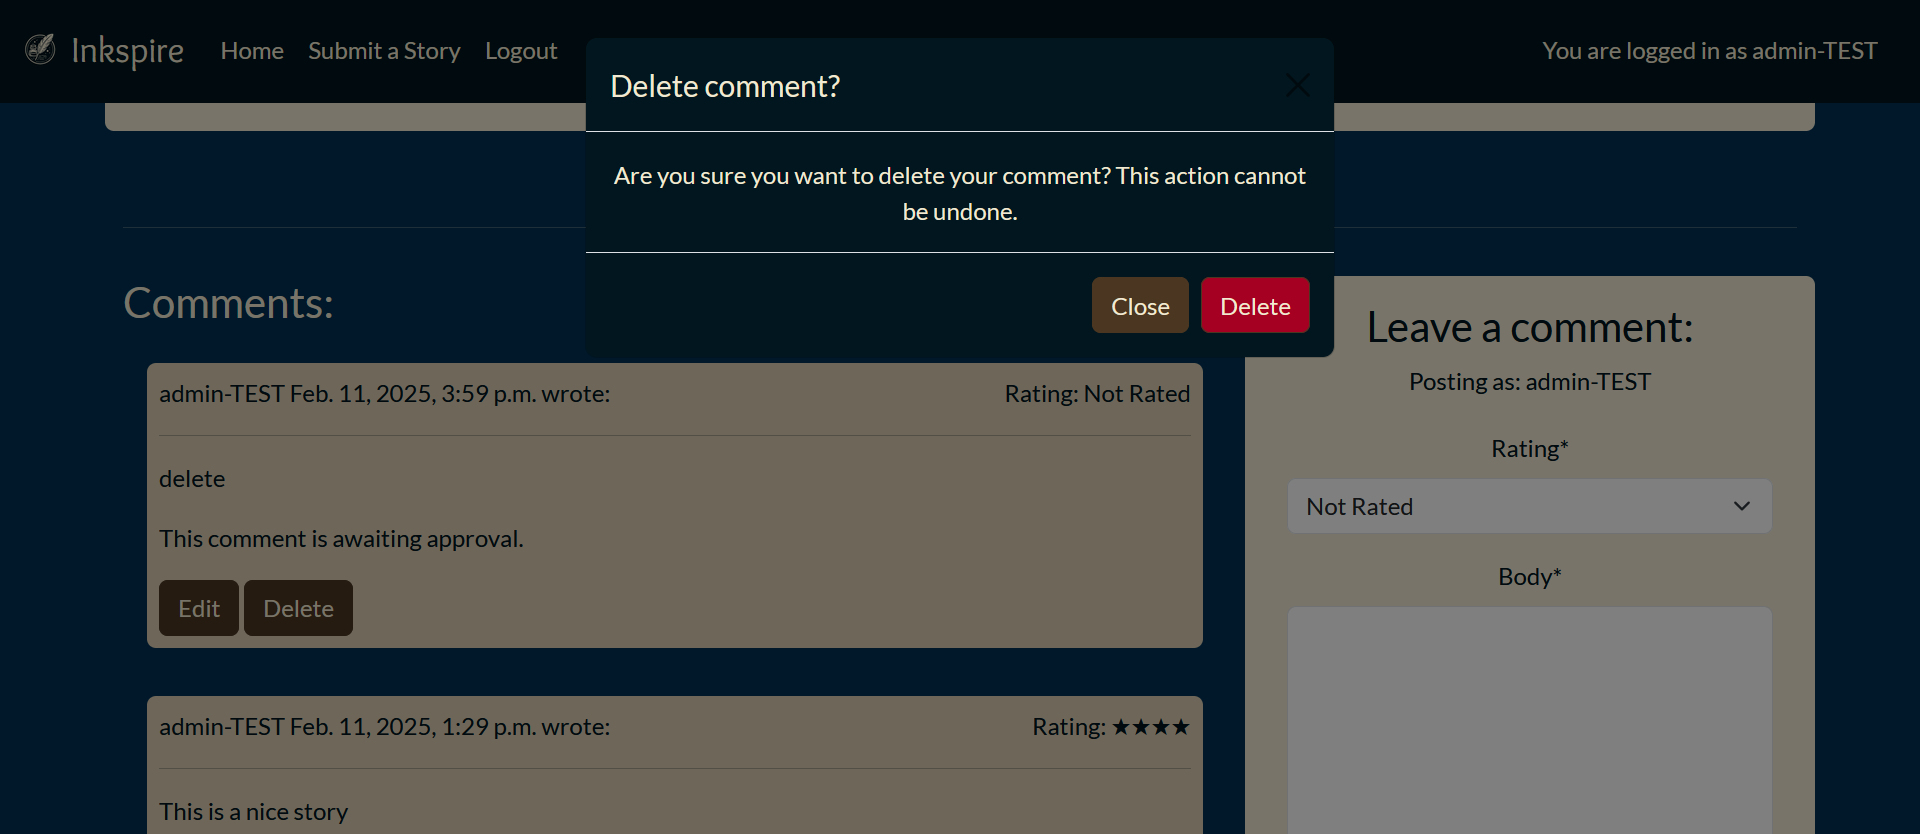 Inkspire
Home
Submit a Story
Logout
You are logged in as admin-TEST
Delete comment?
Are you sure you want to delete your comment? This action cannot
be undone.
Close
Delete
Comments:
admin-TEST Feb. 11, 2025, 3:59 p.m. wrote:
Rating: Not Rated
delete
This comment is awaiting approval.
Edit
Delete
admin-TEST Feb. 11, 2025, 1:29 p.m. wrote:
Rating: ★★★★
This is a nice story
Leave a comment:
Posting as: admin-TEST
Rating*
Not Rated
Body*